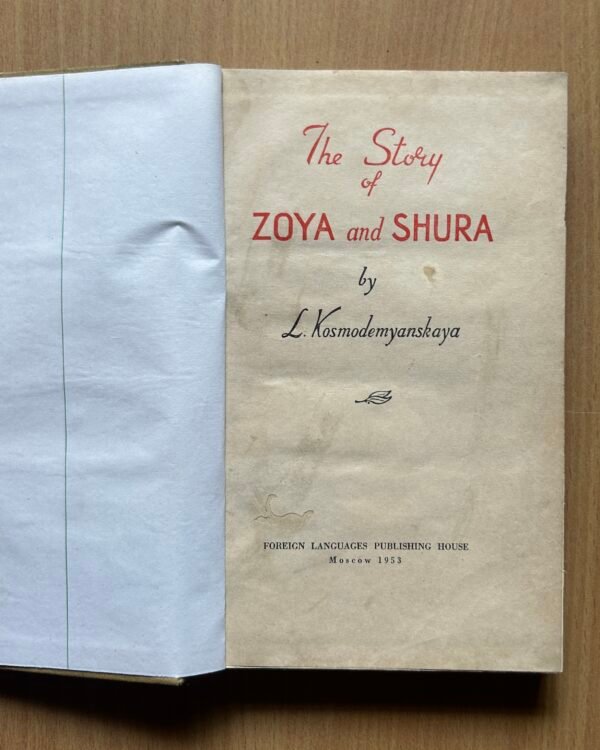 The Story
of
ZOYA and SHURA
by
L. Kosmodemyanskaya
FOREIGN LANGUAGES PUBLISHING HOUSE
Moscow 1953